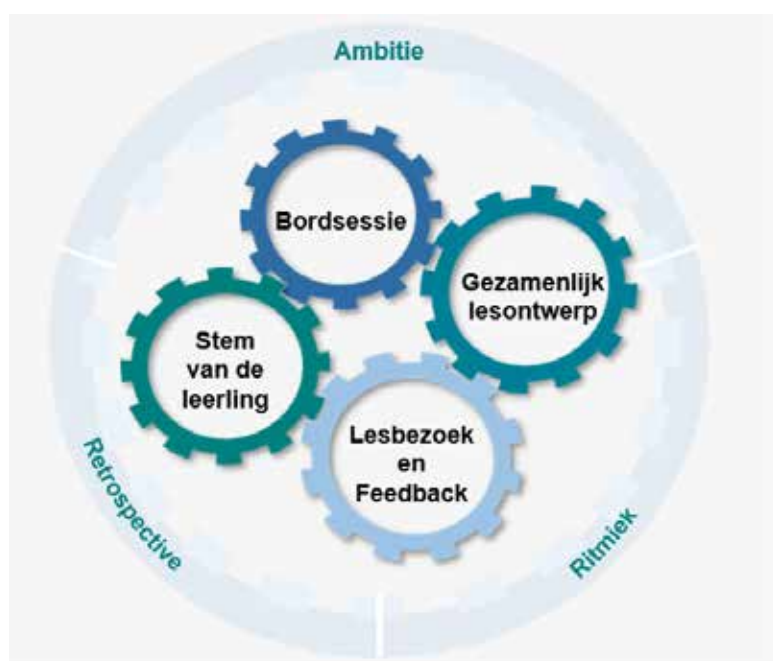 Ambitie
Bordsessie
Gezamenlijk
lesontwerp
Stem
van de
leerling
Lesbezoek
en
Feedback
Retrospective
Ritmiek